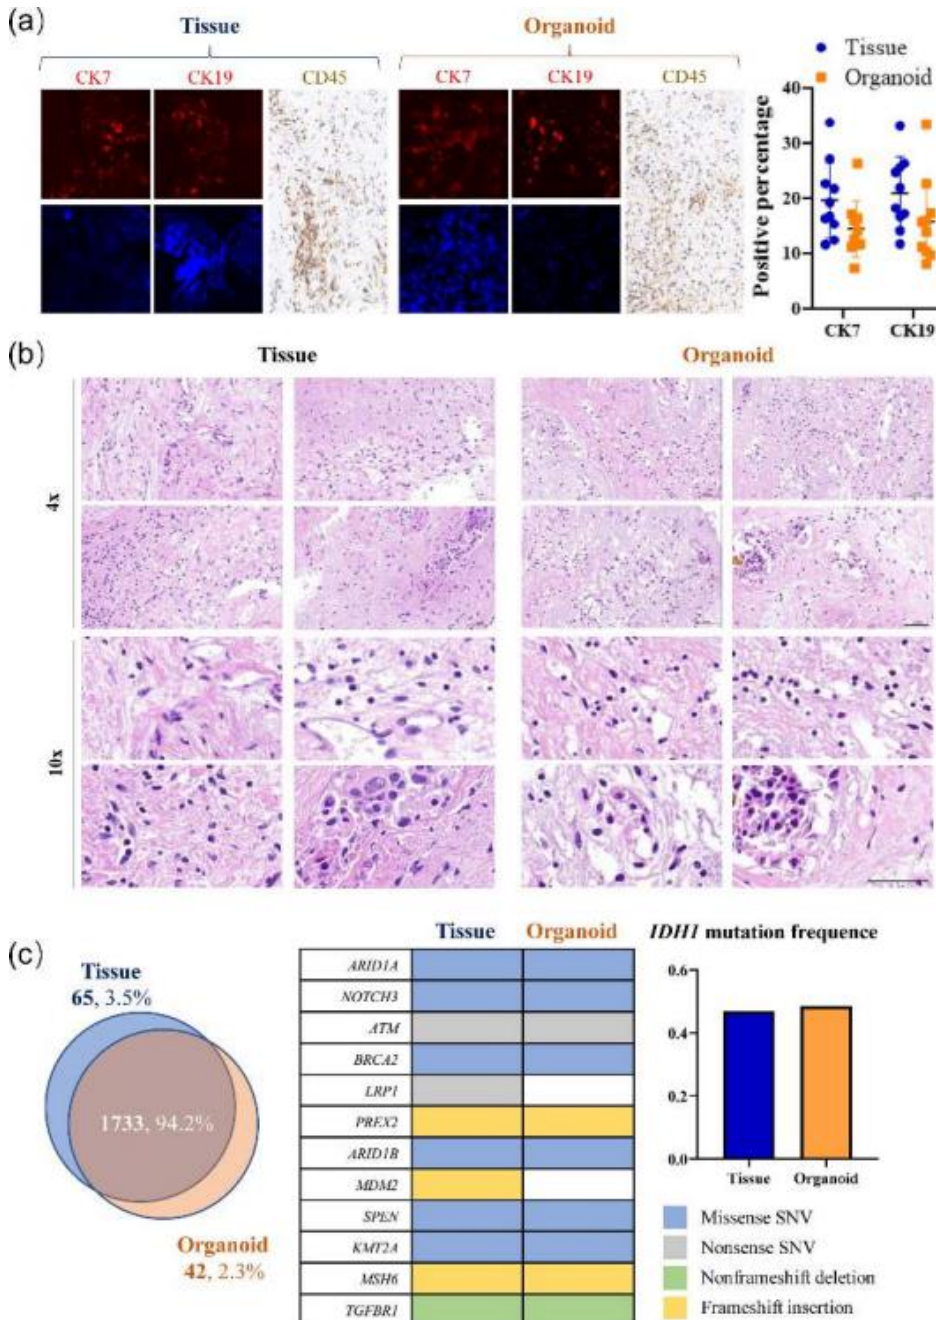 (a)
Tissue
Organoid
CK7 CK19 CD45
CK7 CK19 CD45
Tissue
Organoid
Positive percentage
40
30
20
10
0
CK7 CK19
(b)
Tissue Organoid
4x
10x
(c)
Tissue
65, 3.5%
1733, 94.2%
Organoid
42, 2.3%
Tissue Organoid
ARID1A
NOTCH3
ATM
BRCA2
LRP1
PREX2
ARID1B
MDM2
SPEN
KMT2A
MSH6
TGFBR1
IDH1 mutation frequence
0.6
0.4
0.2
0.0
Tissue Organoid
Missense SNV
Nonsense SNV
Nonframeshift deletion
Frameshift insertion